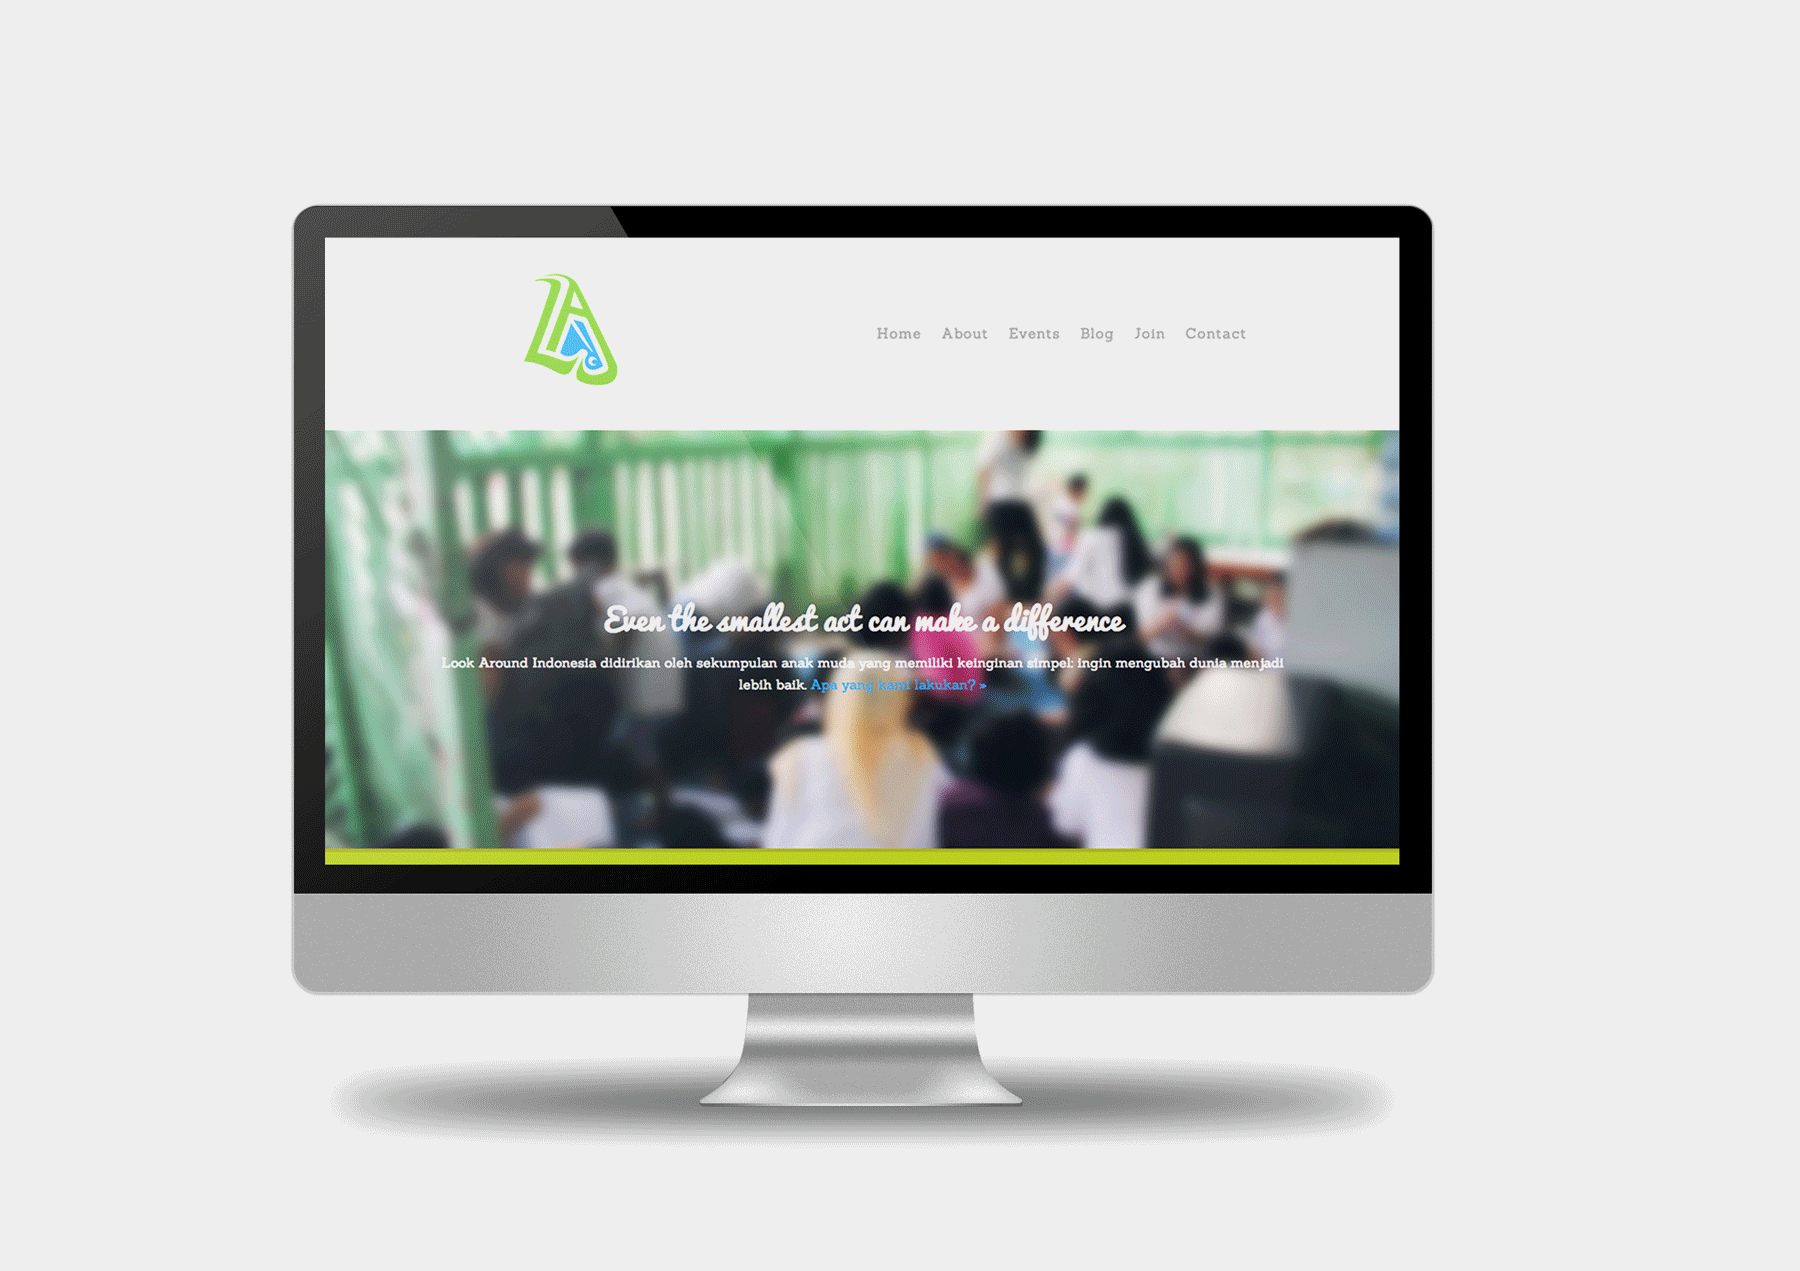 Home About Events Blog Join Contact
Even the smallest act can make a difference
Look Around Indonesia didirikan oleh sekumpulan anak muda yang memiliki keinginan simpel: ingin mengubah dunia menjadi
lebih baik. Apa yang kami lakukan? »